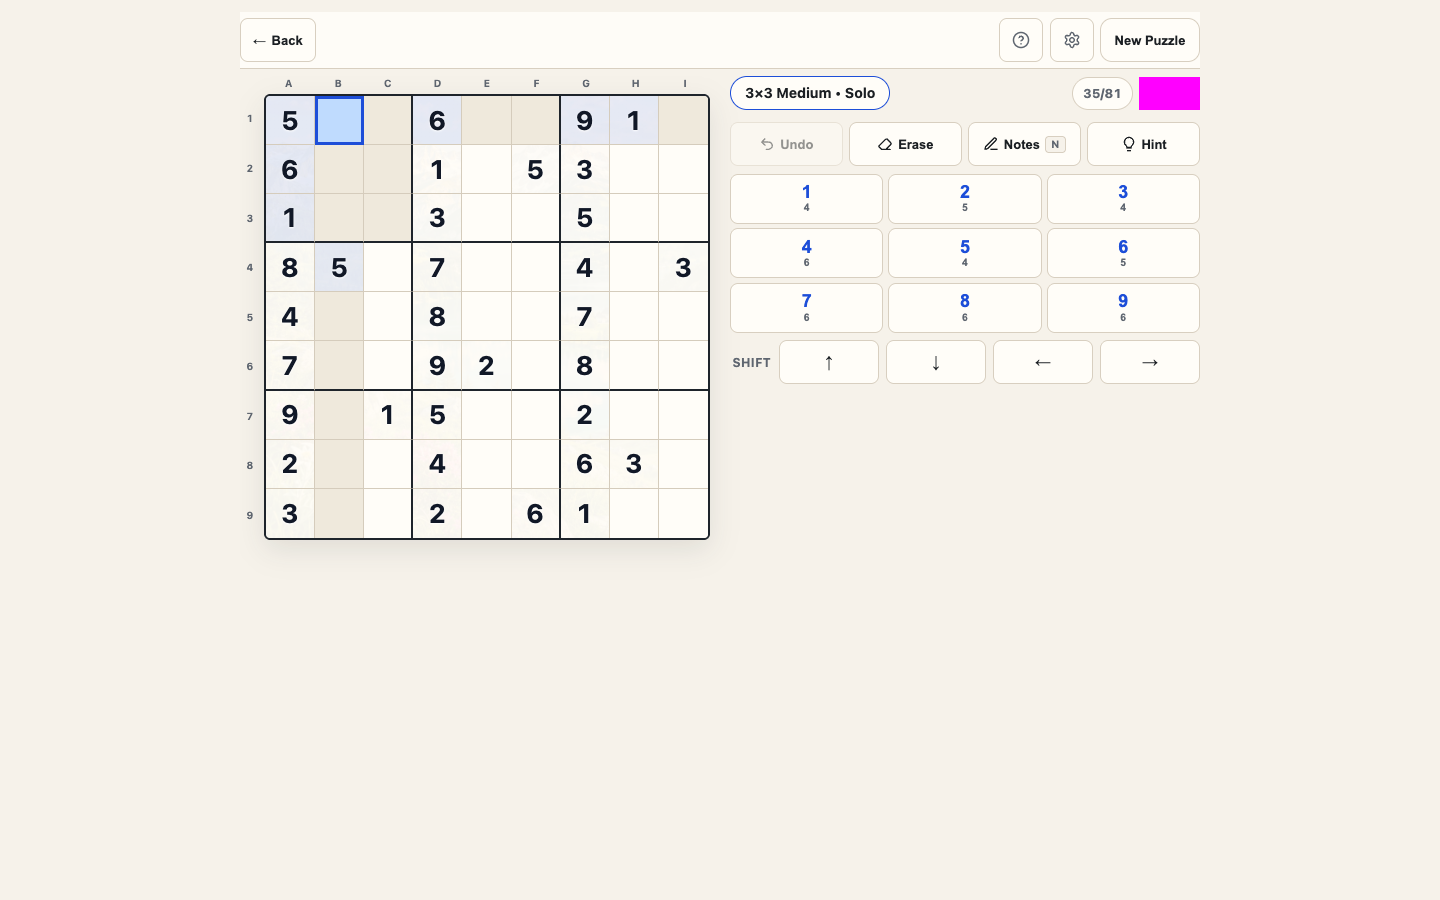 ← Back
New Puzzle
A B C D E F G H I
1 5 6 9 1
2 6 1 5 3
3 1 3 5
4 8 5 7 4 3
5 4 8 7
6 7 9 2 8
7 9 1 5 2
8 2 4 6 3
9 3 2 6 1
3×3 Medium • Solo
35/81
Undo
Erase
Notes N
Hint
1 2 3
4 5 4
4 5 6
6 4 5
7 8 9
6 6 6
SHIFT ↑ ↓ ← →